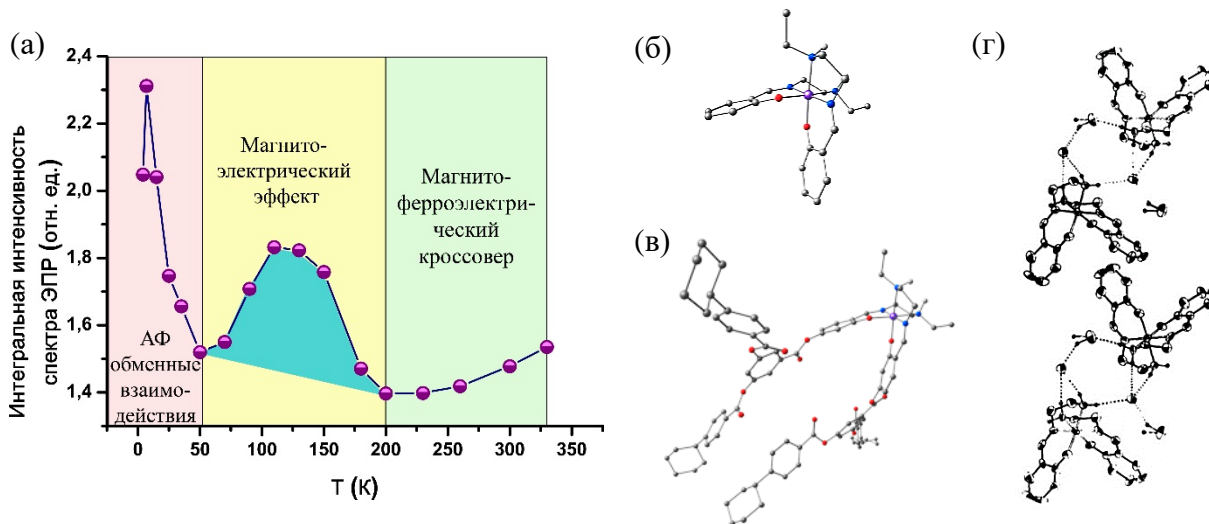 (а)
Интегральная интенсивность
спектра ЭПР (отн. ед.)
2,4
2,2
2,0
1,8
1,6
1,4
Магнито-
электрический
эффект
Магнито-
ферроэлектри-
ческий
кроссовер
АФ
обменные
взаимо-
действия
0 50 100 150 200 250 300 350
T (K)
(б)
(в)
(г)